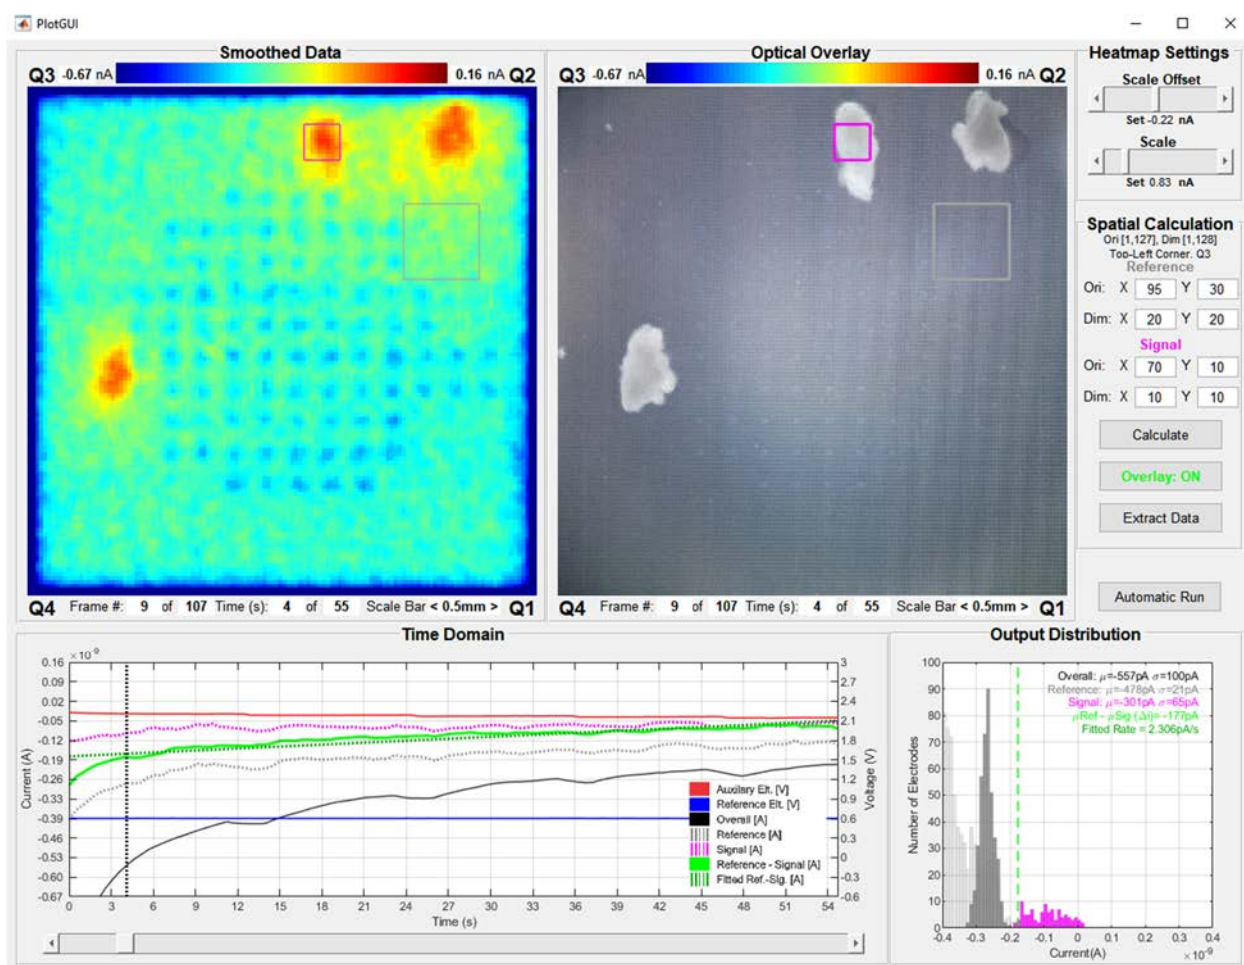 PlotGUI
Smoothed Data
Q3 -0.67 nA 0.16 nA Q2
Q4 Frame #: 9 of 107 Time (s): 4 of 55 Scale Bar < 0.5mm > Q1
Optical Overlay
Q3 -0.67 nA 0.16 nA Q2
Q4 Frame #: 9 of 107 Time (s): 4 of 55 Scale Bar < 0.5mm > Q1
Heatmap Settings
Scale Offset
Set -0.22 nA
Scale
Set 0.83 nA
Spatial Calculation
Ori [1,127], Dim [1,128]
Top-Left Corner. Q3
Reference
Ori: X 95 Y 30
Dim: X 20 Y 20
Signal
Ori: X 70 Y 10
Dim: X 10 Y 10
Calculate
Overlay: ON
Extract Data
Automatic Run
Time Domain
×10⁻⁹
0.16 3
0.09 2.7
0.02 2.4
-0.05 2.1
-0.12 1.8
-0.19 1.5
-0.26 1.2
-0.33 0.9
-0.39 0.6
-0.46 0.3
-0.53 0
-0.60 -0.3
-0.67 -0.6
Current (A)
Voltage (V)
Auxiliary Elt. [V]
Reference Elt. [V]
Overall [A]
Reference [A]
Signal [A]
Reference - Signal [A]
Fitted Ref.-Sig. [A]
0 3 6 9 12 15 18 21 24 27 30 33 36 39 42 45 48 51 54
Time (s)
Output Distribution
Overall: μ=-557pA σ=100pA
Reference: μ=-478pA σ=21pA
Signal: μ=-301pA σ=65pA
μRef - μSig (Δi)= -177pA
Fitted Rate = 2.306pA/s
100
90
80
70
60
50
40
30
20
10
0
Number of Electrodes
-0.4 -0.3 -0.2 -0.1 0 0.1 0.2 0.3 0.4
Current(A) ×10⁻⁹